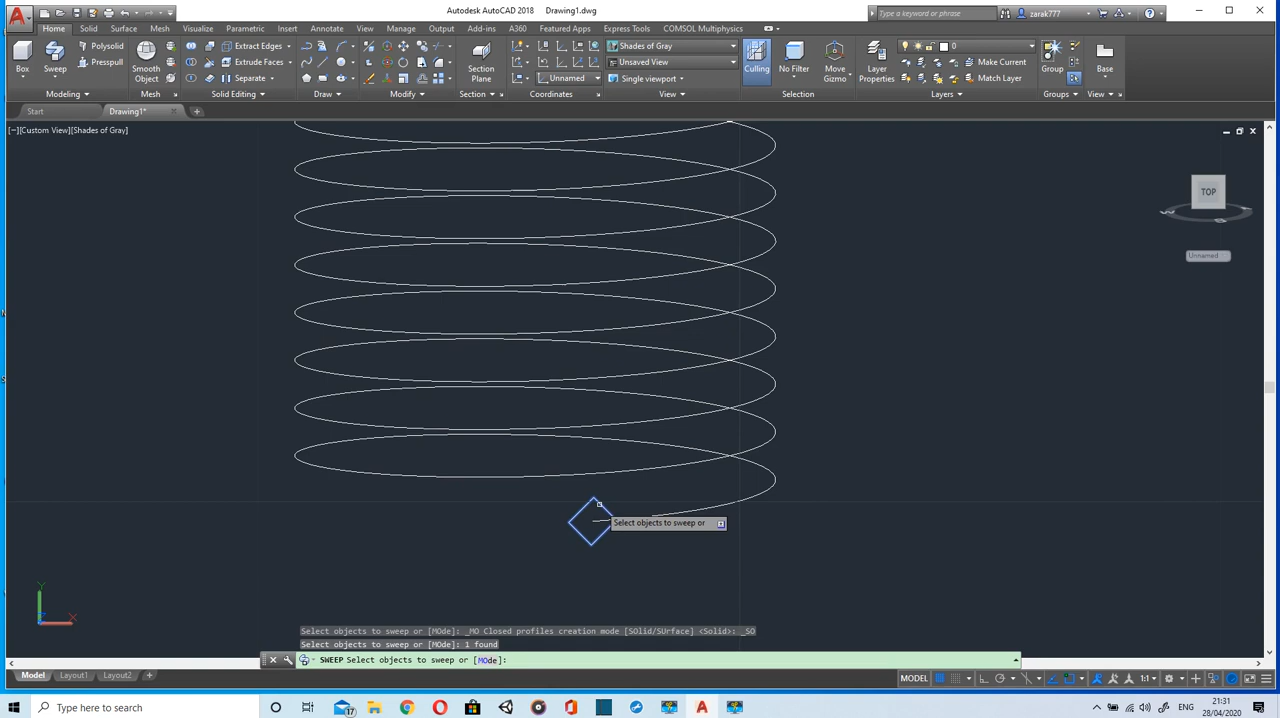 Autodesk AutoCAD 2018 Drawing1.dwg
Type a keyword or phrase
zarak777
Home Solid Surface Mesh Visualize Parametric Insert Annotate View Manage Output Add-ins A360 Featured Apps Express Tools COMSOL Multiphysics
Polysolid
Presspull
Box
Sweep
Smooth
Object
Extract Edges
Extrude Faces
Separate
Section
Plane
Unnamed
Shades of Gray
Unsaved View
Single viewport
Culling
No Filter
Move
Gizmo
Layer
Properties
0
Make Current
Match Layer
Group
Base
Modeling
Mesh
Solid Editing
Draw
Modify
Section
Coordinates
View
Selection
Layers
Groups
View
Start
Drawing1*
[−][Custom View][Shades of Gray]
TOP
Unnamed
Select objects to sweep or
Y
X
Select objects to sweep or [MOde]: _MO Closed profiles creation mode [SOlid/SUrface] <Solid>: _SO
Select objects to sweep or [MOde]: 1 found
SWEEP Select objects to sweep or [MOde]:
Model Layout1 Layout2
MODEL
1:1
Type here to search
17
ENG
21:31
28/04/2020